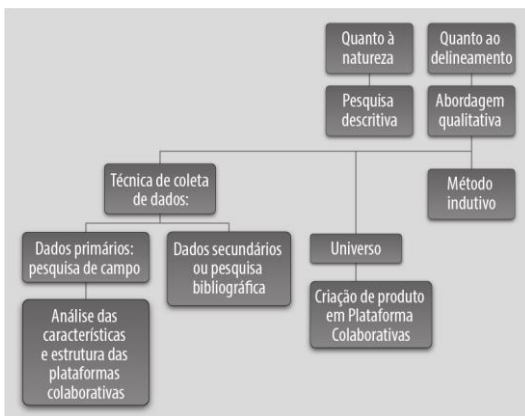 Quanto à
natureza
Quanto ao
delineamento
Pesquisa
descritiva
Abordagem
qualitativa
Técnica de coleta
de dados:
Método
indutivo
Dados primários:
pesquisa de campo
Dados secundários
ou pesquisa
bibliográfica
Universo
Análise das
características
e estrutura das
plataformas
colaborativas
Criação de produto
em Plataforma
Colaborativas